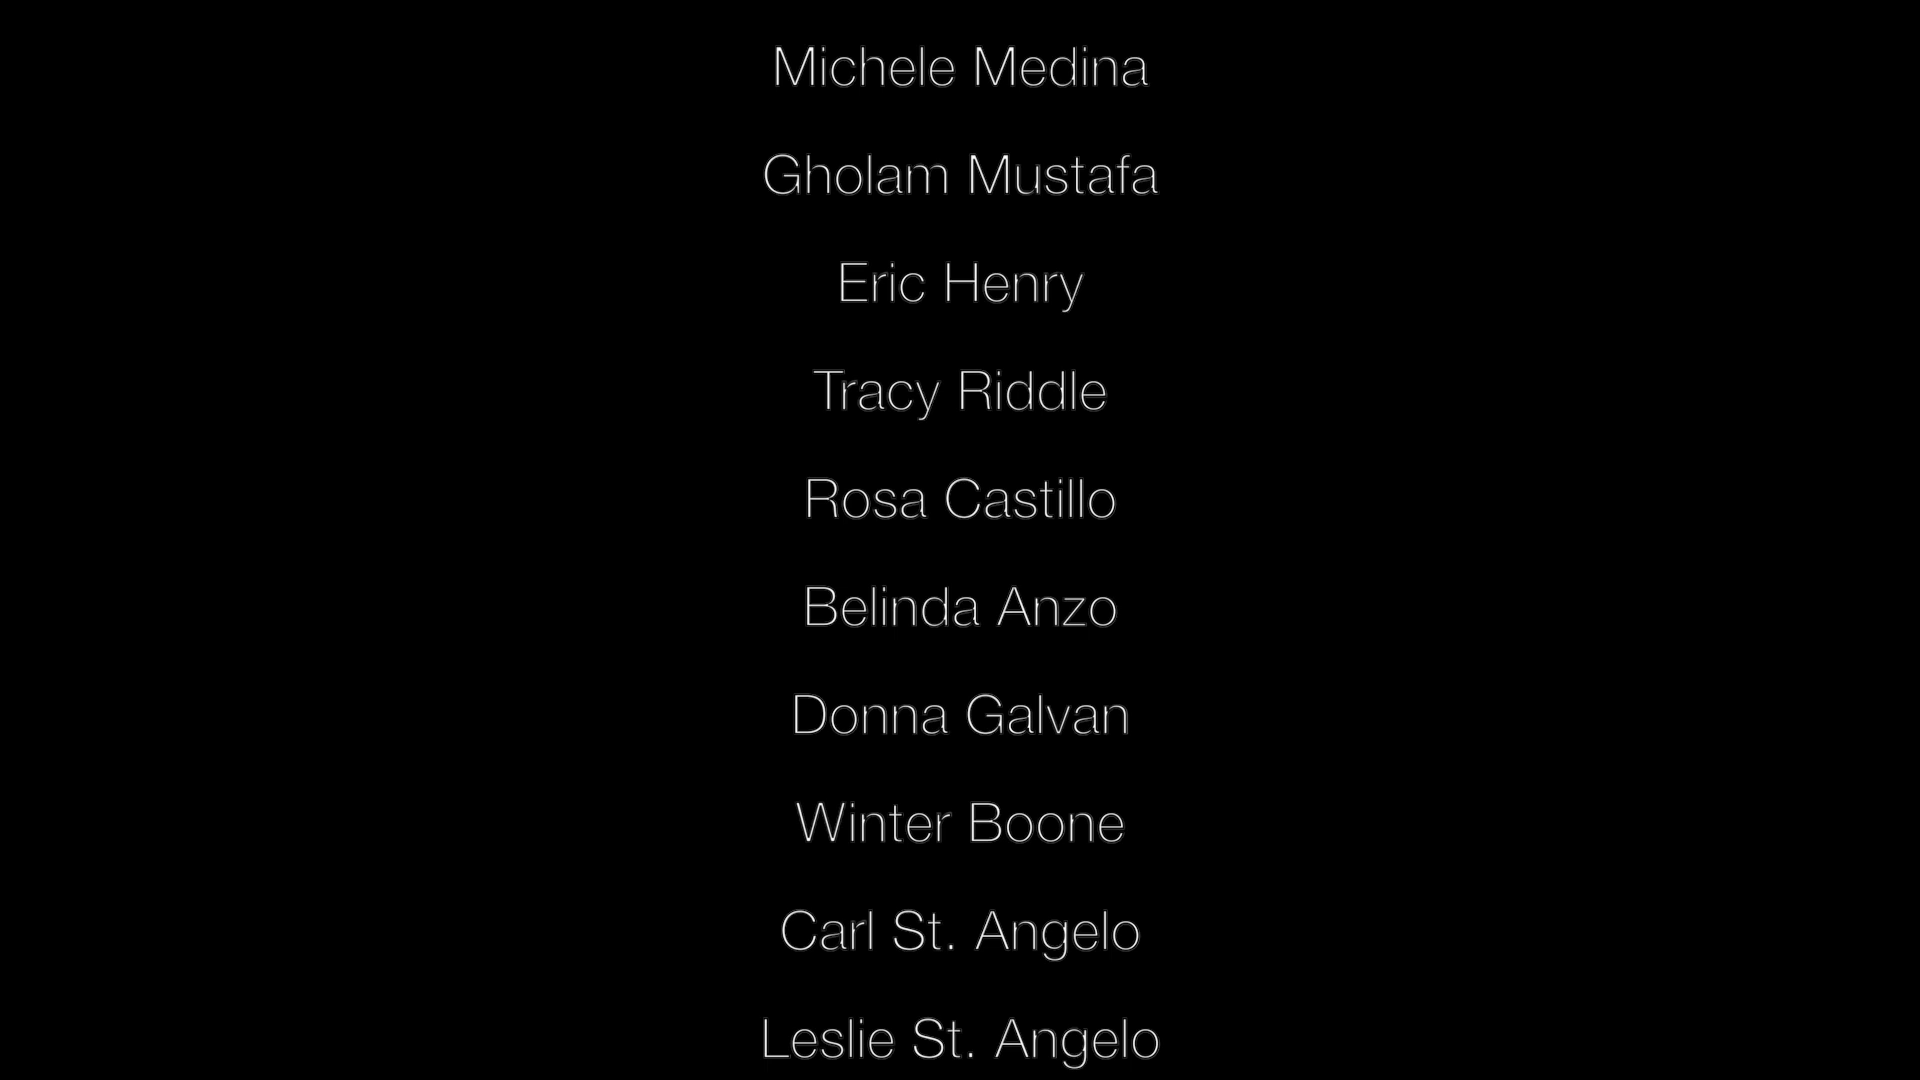 Michele Medina
Gholam Mustafa
Eric Henry
Tracy Riddle
Rosa Castillo
Belinda Anzo
Donna Galvan
Winter Boone
Carl St. Angelo
Leslie St. Angelo